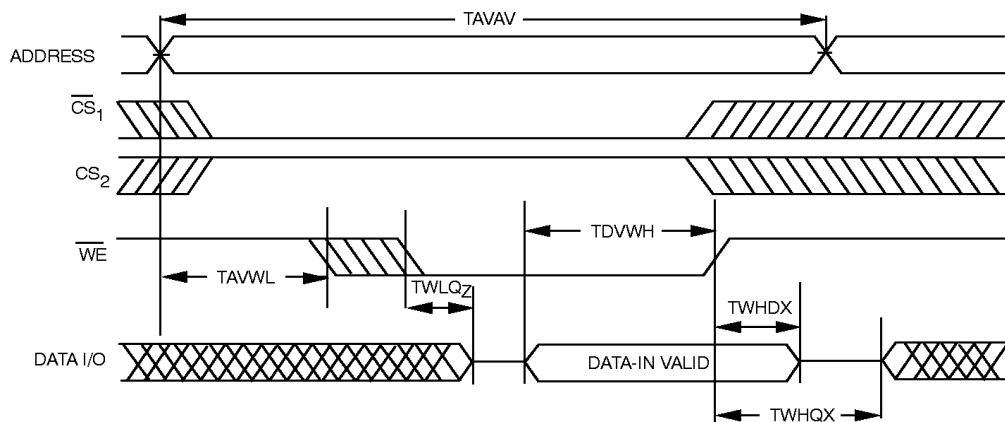 TAVAV
ADDRESS
CS1
CS2
TDVWH
WE
TAVWL
TWLQZ
TWHDX
DATA I/O
DATA-IN VALID
TWHQX